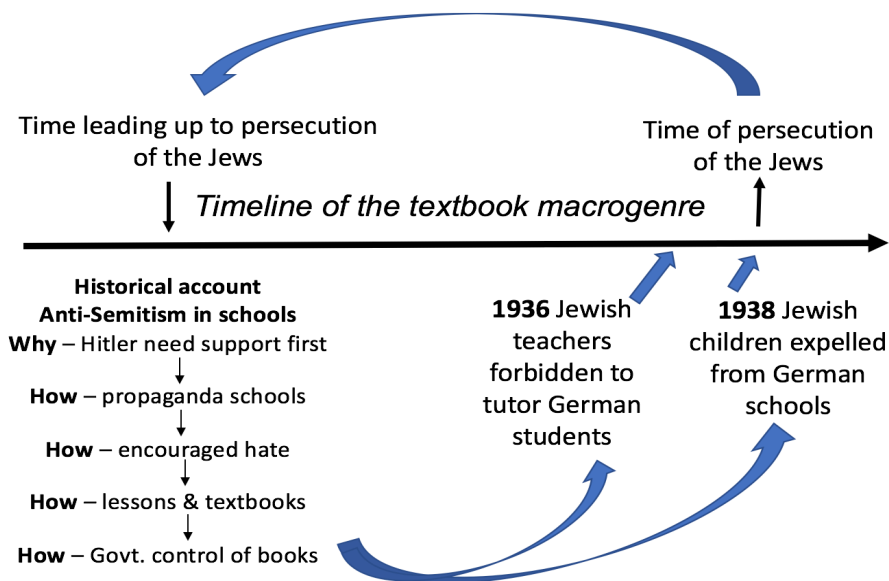 Time leading up to persecution
of the Jews
Time of persecution
of the Jews
Timeline of the textbook macrogenre
Historical account
Anti-Semitism in schools
Why – Hitler need support first
How – propaganda schools
How – encouraged hate
How – lessons & textbooks
How – Govt. control of books
1936 Jewish
teachers
forbidden to
tutor German
students
1938 Jewish
children expelled
from German
schools